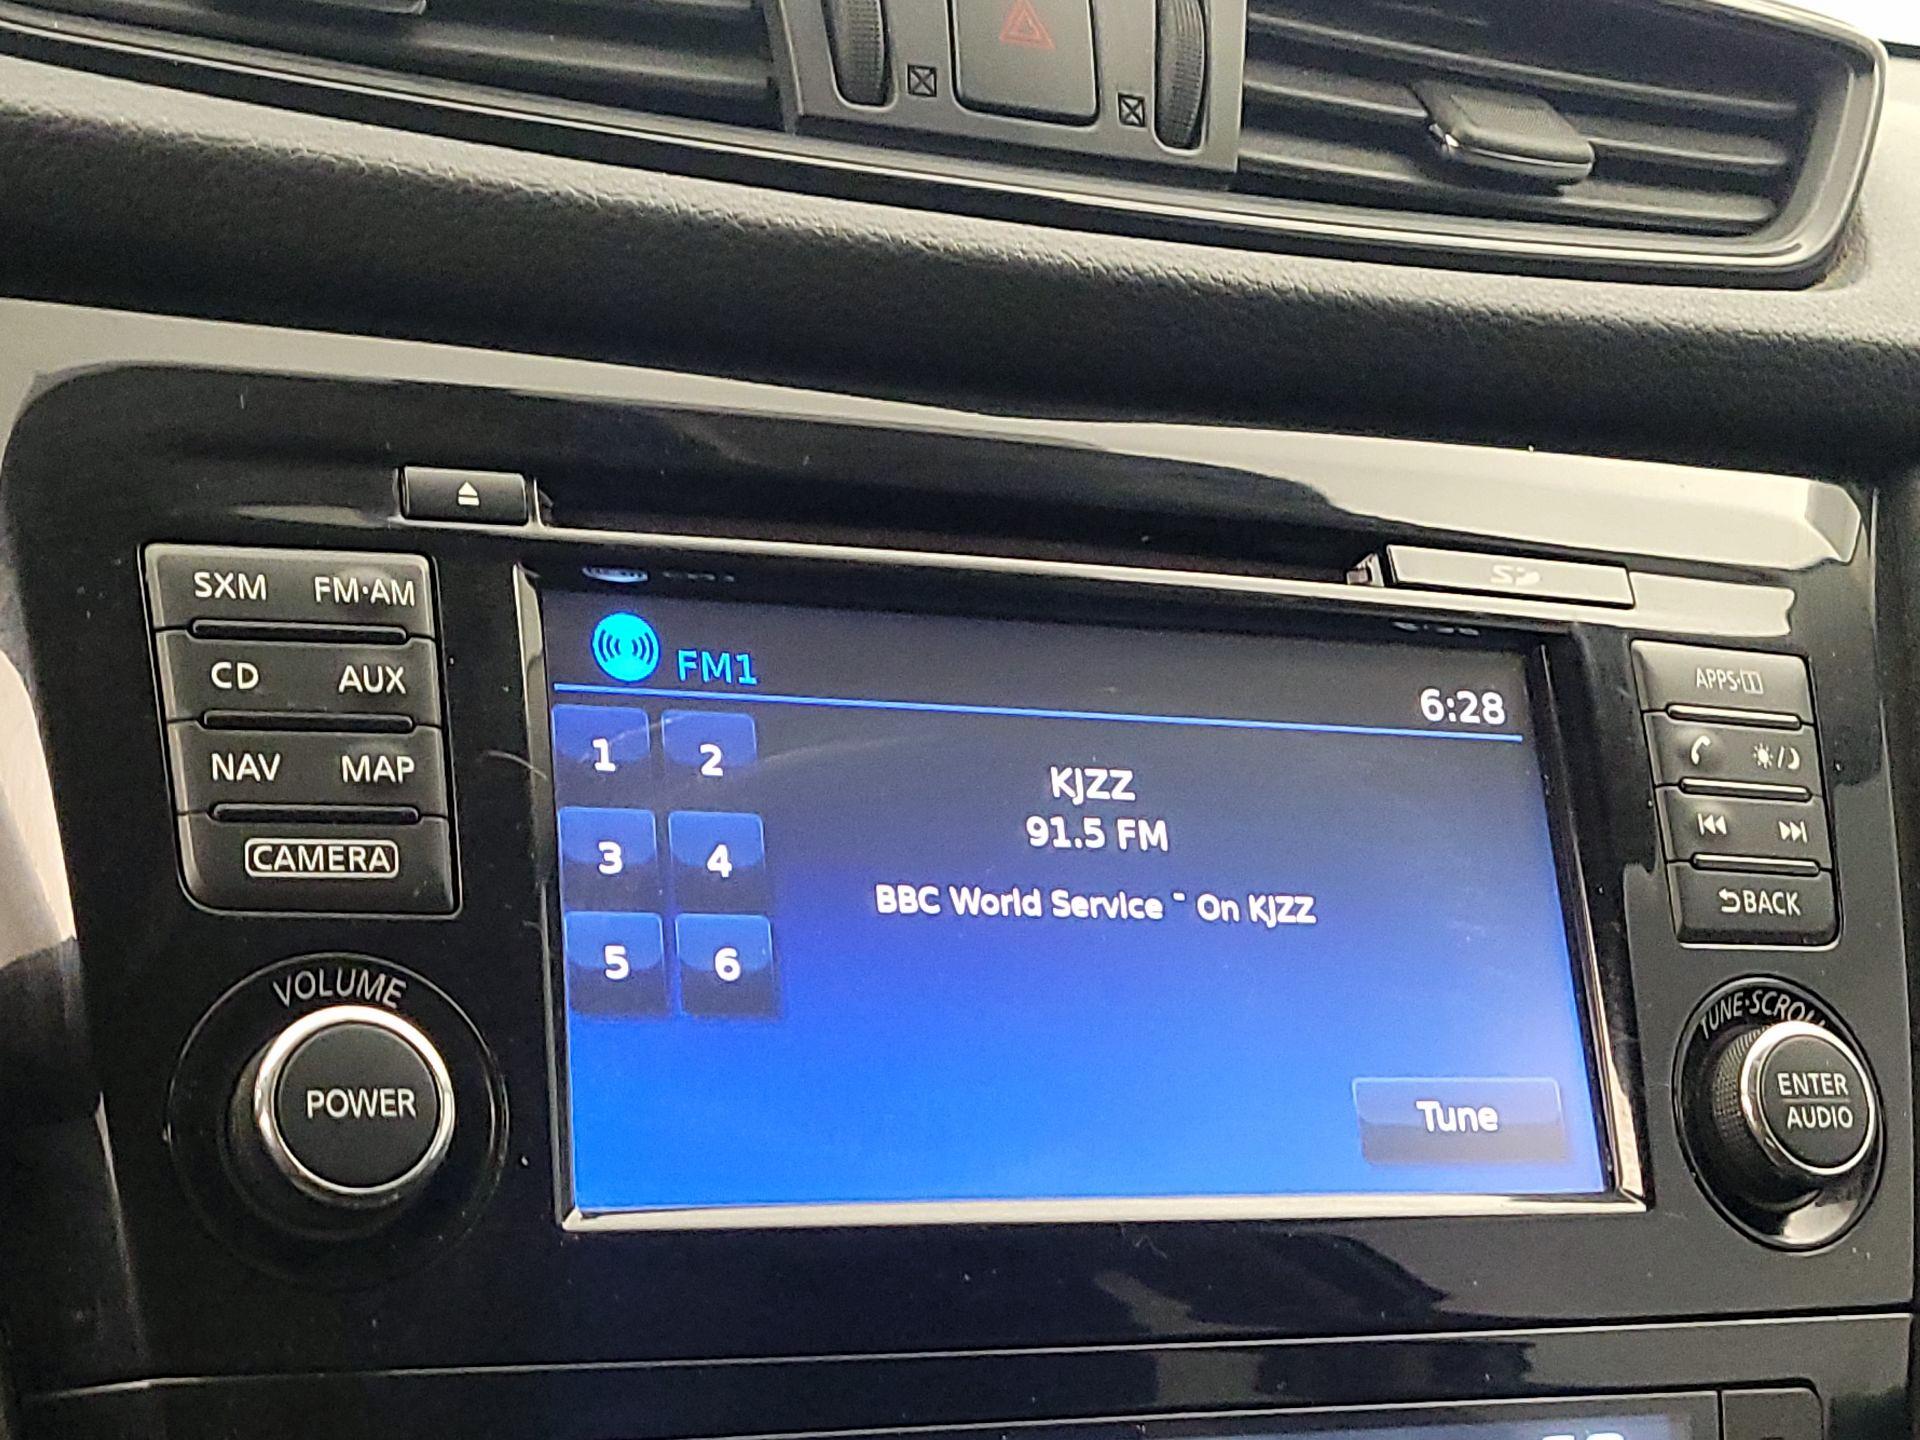 SD
SXM FM·AM
CD AUX
NAV MAP
CAMERA
VOLUME
POWER
FM1
6:28
1 2
3 4
5 6
KJZZ
91.5 FM
BBC World Service ¯ On KJZZ
Tune
APPS·
BACK
TUNE·SCROLL
ENTER
AUDIO